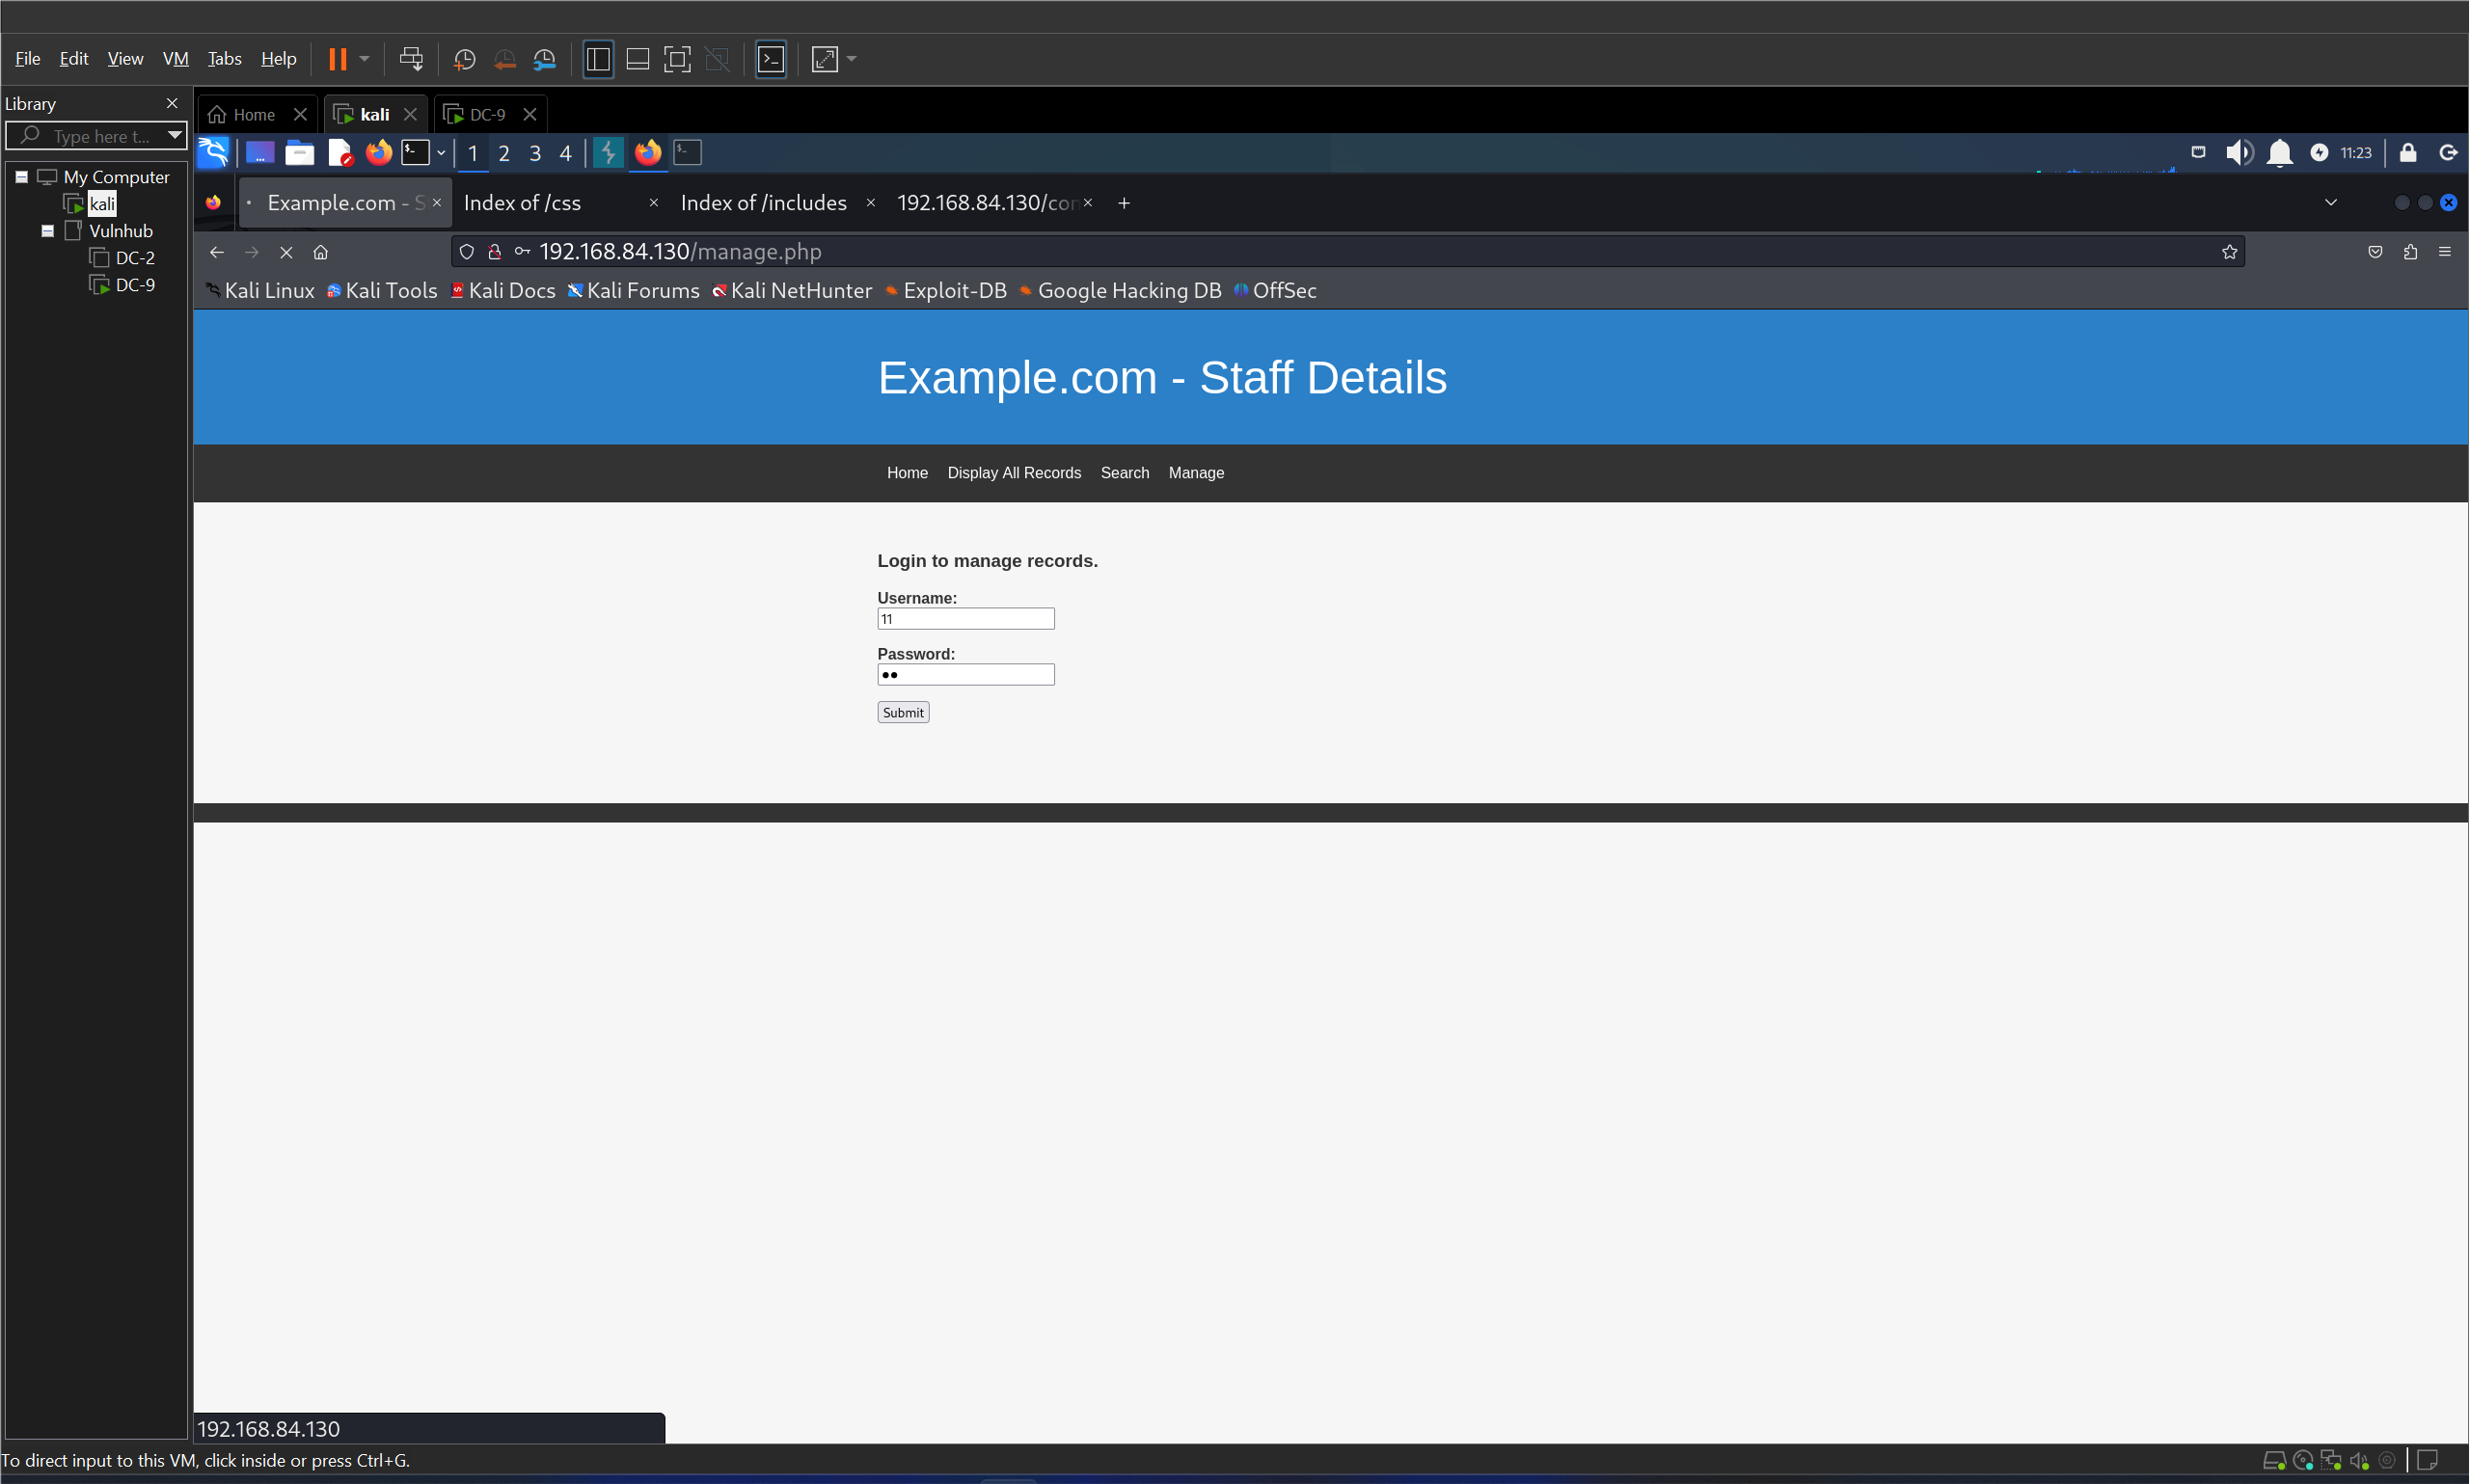 File Edit View VM Tabs Help
Library
Type here t...
My Computer
kali
Vulnhub
DC-2
DC-9
Home kali DC-9
1 2 3 4 11:23
Example.com - S Index of /css Index of /includes 192.168.84.130/con
192.168.84.130/manage.php
Kali Linux Kali Tools Kali Docs Kali Forums Kali NetHunter Exploit-DB Google Hacking DB OffSec
Example.com - Staff Details
Home Display All Records Search Manage
Login to manage records.
Username:
11
Password:
Submit
192.168.84.130
To direct input to this VM, click inside or press Ctrl+G.